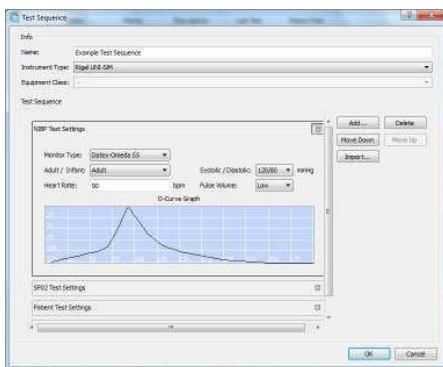 Test Sequence
Info
Name: Example Test Sequence
Instrument Type: Rigel UNI-SIM
Equipment Class: -
Test Sequence
NIBP Test Settings
Add... Delete
Move Down Move Up
Import...
Monitor Type: Datex-Omeda S5
Adult / Infant: Adult Systolic / Diastolic: 120/80 mmHg
Heart Rate: bpm Pulse Volume: Low
O-Curve Graph
SPO2 Test Settings
Patient Test Settings
OK Cancel